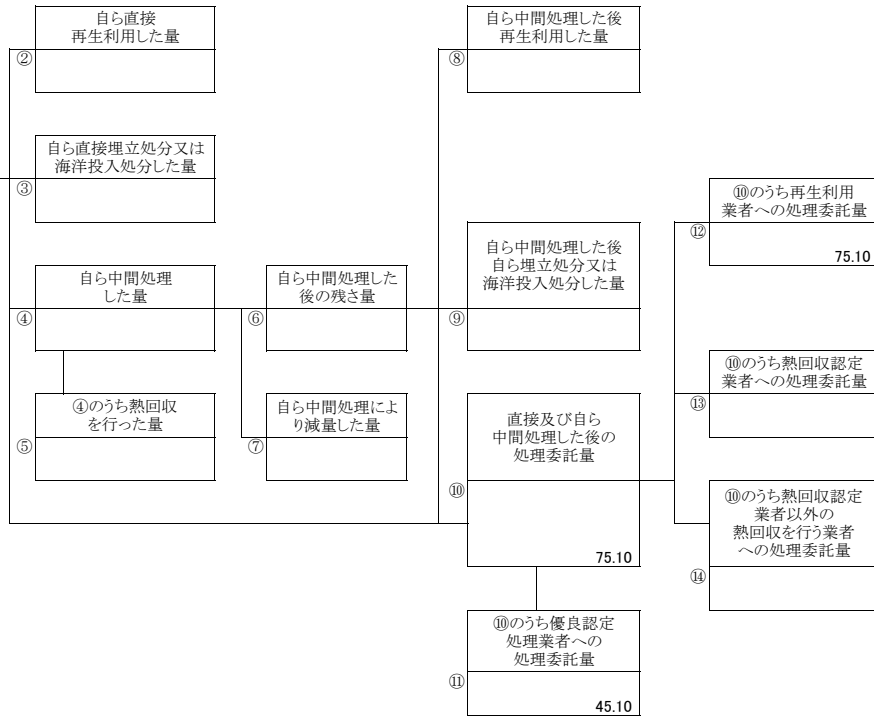 自ら直接
再生利用した量
②
自ら直接埋立処分又は
海洋投入処分した量
③
自ら中間処理
した量
④
④のうち熱回収
を行った量
⑤
自ら中間処理した
後の残さ量
⑥
自ら中間処理によ
り減量した量
⑦
自ら中間処理した後
再生利用した量
⑧
自ら中間処理した後
自ら埋立処分又は
海洋投入処分した量
⑨
直接及び自ら
中間処理した後の
処理委託量
⑩
75.10
⑩のうち優良認定
処理業者への
処理委託量
⑪
45.10
⑩のうち再生利用
業者への処理委託量
⑫
75.10
⑩のうち熱回収認定
業者への処理委託量
⑬
⑩のうち熱回収認定
業者以外の
熱回収を行う業者
への処理委託量
⑭